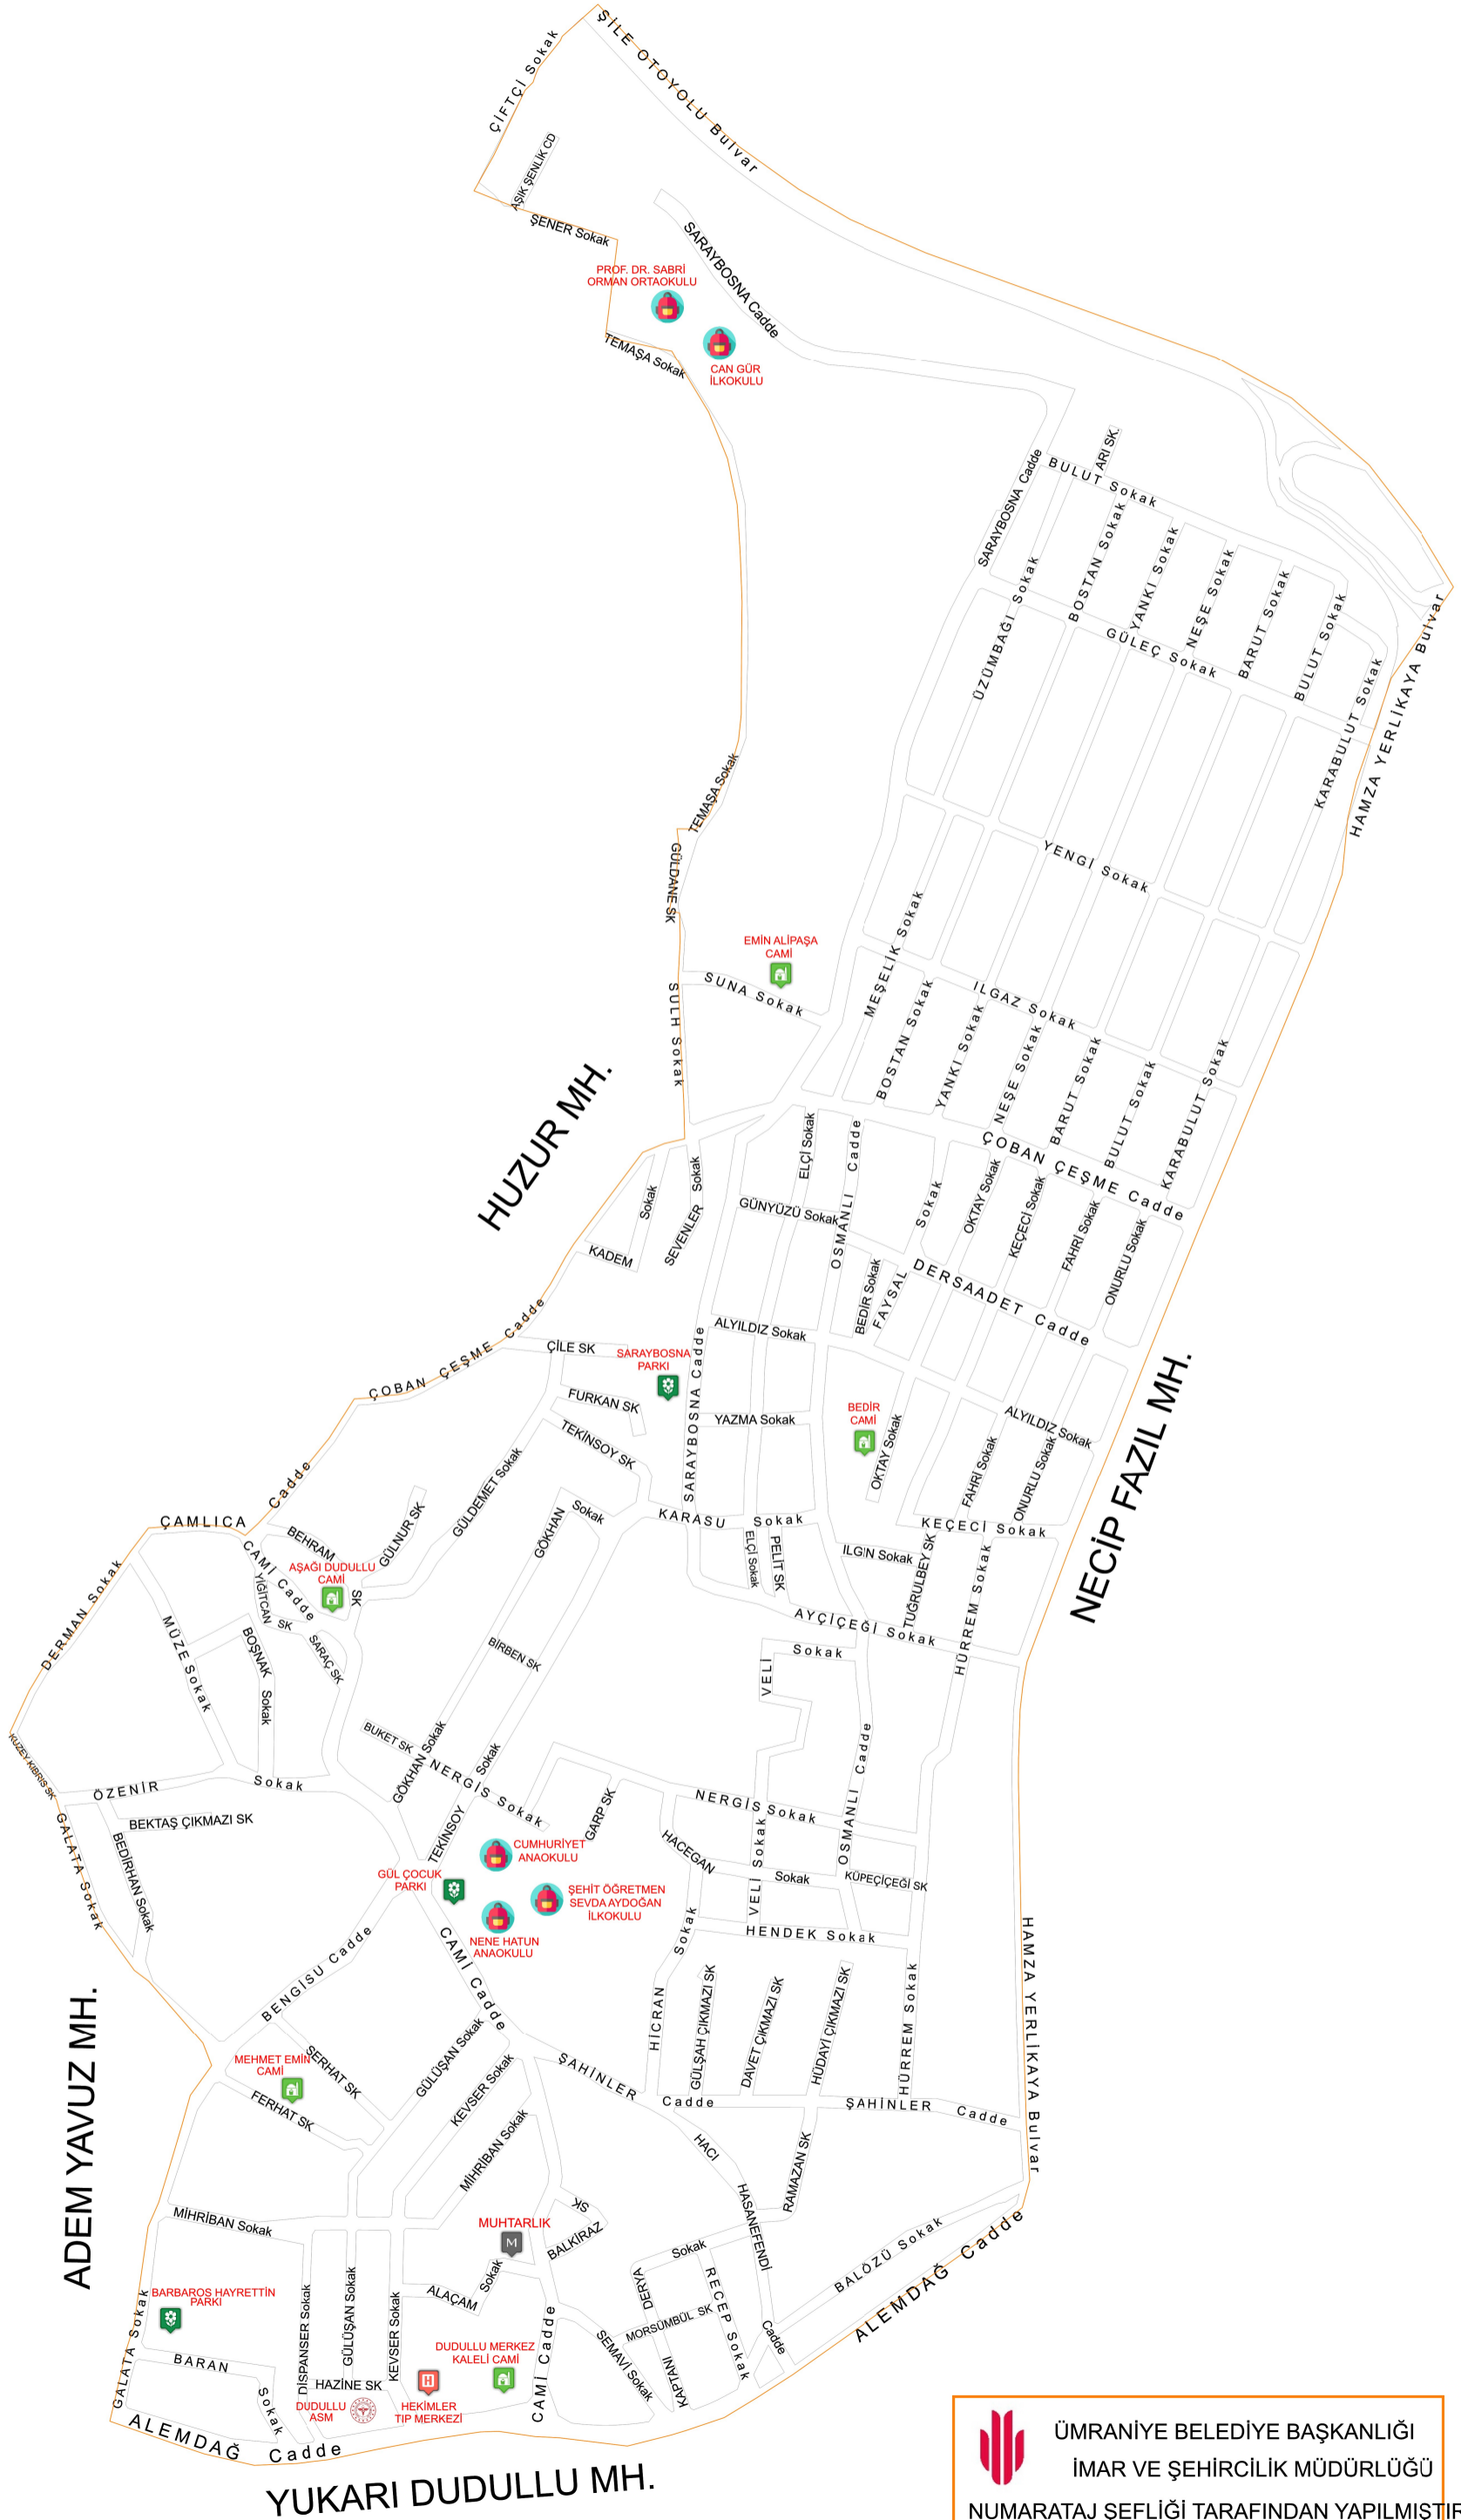 ÇİFTÇİ Sokak
ŞİLE OTOYOLU Bulvar
AŞIK ŞENLİK CD
ŞENER Sokak
SARAYBOSNA Cadde
PROF. DR. SABRİ
ORMAN ORTAOKULU
TEMAŞA Sokak
CAN GÜR
İLKOKULU
ARI SK.
SARAYBOSNA Cadde
BULUT Sokak
ÜZÜMBAĞI Sokak
BOSTAN Sokak
YANKI Sokak
NEŞE Sokak
BARUT Sokak
BULUT Sokak
GÜLEÇ Sokak
KARABULUT Sokak
HAMZA YERLİKAYA Bulvar
TEMAŞA Sokak
GÜLDANE SK
YENGİ Sokak
EMİN ALİPAŞA
CAMİ
MEŞELİK Sokak
SUNA Sokak
SULH Sokak
ILGAZ Sokak
BOSTAN Sokak
YANKI Sokak
NEŞE Sokak
BARUT Sokak
BULUT Sokak
KARABULUT Sokak
HUZUR MH.
ÇOBAN ÇEŞME Cadde
ELÇİ Sokak
OSMANLI Cadde
SEVENLER Sokak
KADEM Sokak
GÜNYÜZÜ Sokak
FAYSAL Sokak
OKTAY Sokak
KEÇECİ Sokak
FAHRİ Sokak
ONURLU Sokak
BEDİR Sokak
DERSAADET Cadde
ALYILDIZ Sokak
ÇOBAN ÇEŞME Cadde
ÇİLE SK
SARAYBOSNA
PARKI
SARAYBOSNA Cadde
FURKAN SK
TEKİNSOY SK
YAZMA Sokak
BEDİR
CAMİ
OKTAY Sokak
ALYILDIZ Sokak
FAHRİ Sokak
ONURLU Sokak
NECİP FAZIL MH.
GÜLDEMET Sokak
GÜLNUR SK
GÖKHAN Sokak
KARASU Sokak
KEÇECİ Sokak
ELÇİ Sokak
PELİT SK
ILGIN Sokak
TUĞRULBEY SK
HÜRREM Sokak
ÇAMLICA Cadde
BEHRAM SK
CAMİ Cadde
AŞAĞI DUDULLU
CAMİ
YİĞİTCAN SK
SARAÇ SK
BOŞNAK Sokak
DERMAN Sokak
MÜZE Sokak
AYÇİÇEĞİ Sokak
VELİ Sokak
BİRBEN SK
BUKET SK
GÖKHAN Sokak
NERGİS Sokak
TEKİNSOY Sokak
KUZEY KIBRIS SK
ÖZENİR Sokak
BEKTAŞ ÇIKMAZI SK
BEDİRHAN Sokak
GALATA Sokak
GARP SK
NERGİS Sokak
OSMANLI Cadde
HACEGAN Sokak
VELİ Sokak
KÜPEÇİÇEĞİ SK
CUMHURİYET
ANAOKULU
GÜL ÇOCUK
PARKI
ŞEHİT ÖĞRETMEN
SEVDA AYDOĞAN
İLKOKULU
NENE HATUN
ANAOKULU
HENDEK Sokak
HİCRAN Sokak
CAMİ Cadde
BENGİSU Cadde
GÜLŞAH ÇIKMAZI SK
DAVET ÇIKMAZI SK
HÜDAYİ ÇIKMAZI SK
HÜRREM Sokak
HAMZA YERLİKAYA Bulvar
ADEM YAVUZ MH.
MEHMET EMİN
CAMİ
SERHAT SK
FERHAT SK
GÜLÜŞAN Sokak
KEVSER Sokak
MİHRİBAN Sokak
ŞAHİNLER Cadde
ŞAHİNLER Cadde
HACI HASANEFENDİ Cadde
RAMAZAN SK
MİHRİBAN Sokak
MUHTARLIK
M
BALKIRAZ SK
ALAÇAM Sokak
DERYA KAPTANI Sokak
RECEP Sokak
BALÖZÜ Sokak
ALEMDAĞ Cadde
BARBAROS HAYRETTİN
PARKI
GALATA Sokak
DİSPANSER Sokak
GÜLÜŞAN Sokak
KEVSER Sokak
MORSÜMBÜL SK
SEMAVİ Sokak
CAMİ Cadde
DUDULLU MERKEZ
KALELİ CAMİ
BARAN Sokak
HAZİNE SK
DUDULLU
ASM
H
HEKİMLER
TIP MERKEZİ
ALEMDAĞ Cadde
YUKARI DUDULLU MH.
ÜMRANİYE BELEDİYE BAŞKANLIĞI
İMAR VE ŞEHİRCİLİK MÜDÜRLÜĞÜ
NUMARATAJ ŞEFLİĞİ TARAFINDAN YAPILMIŞTIR